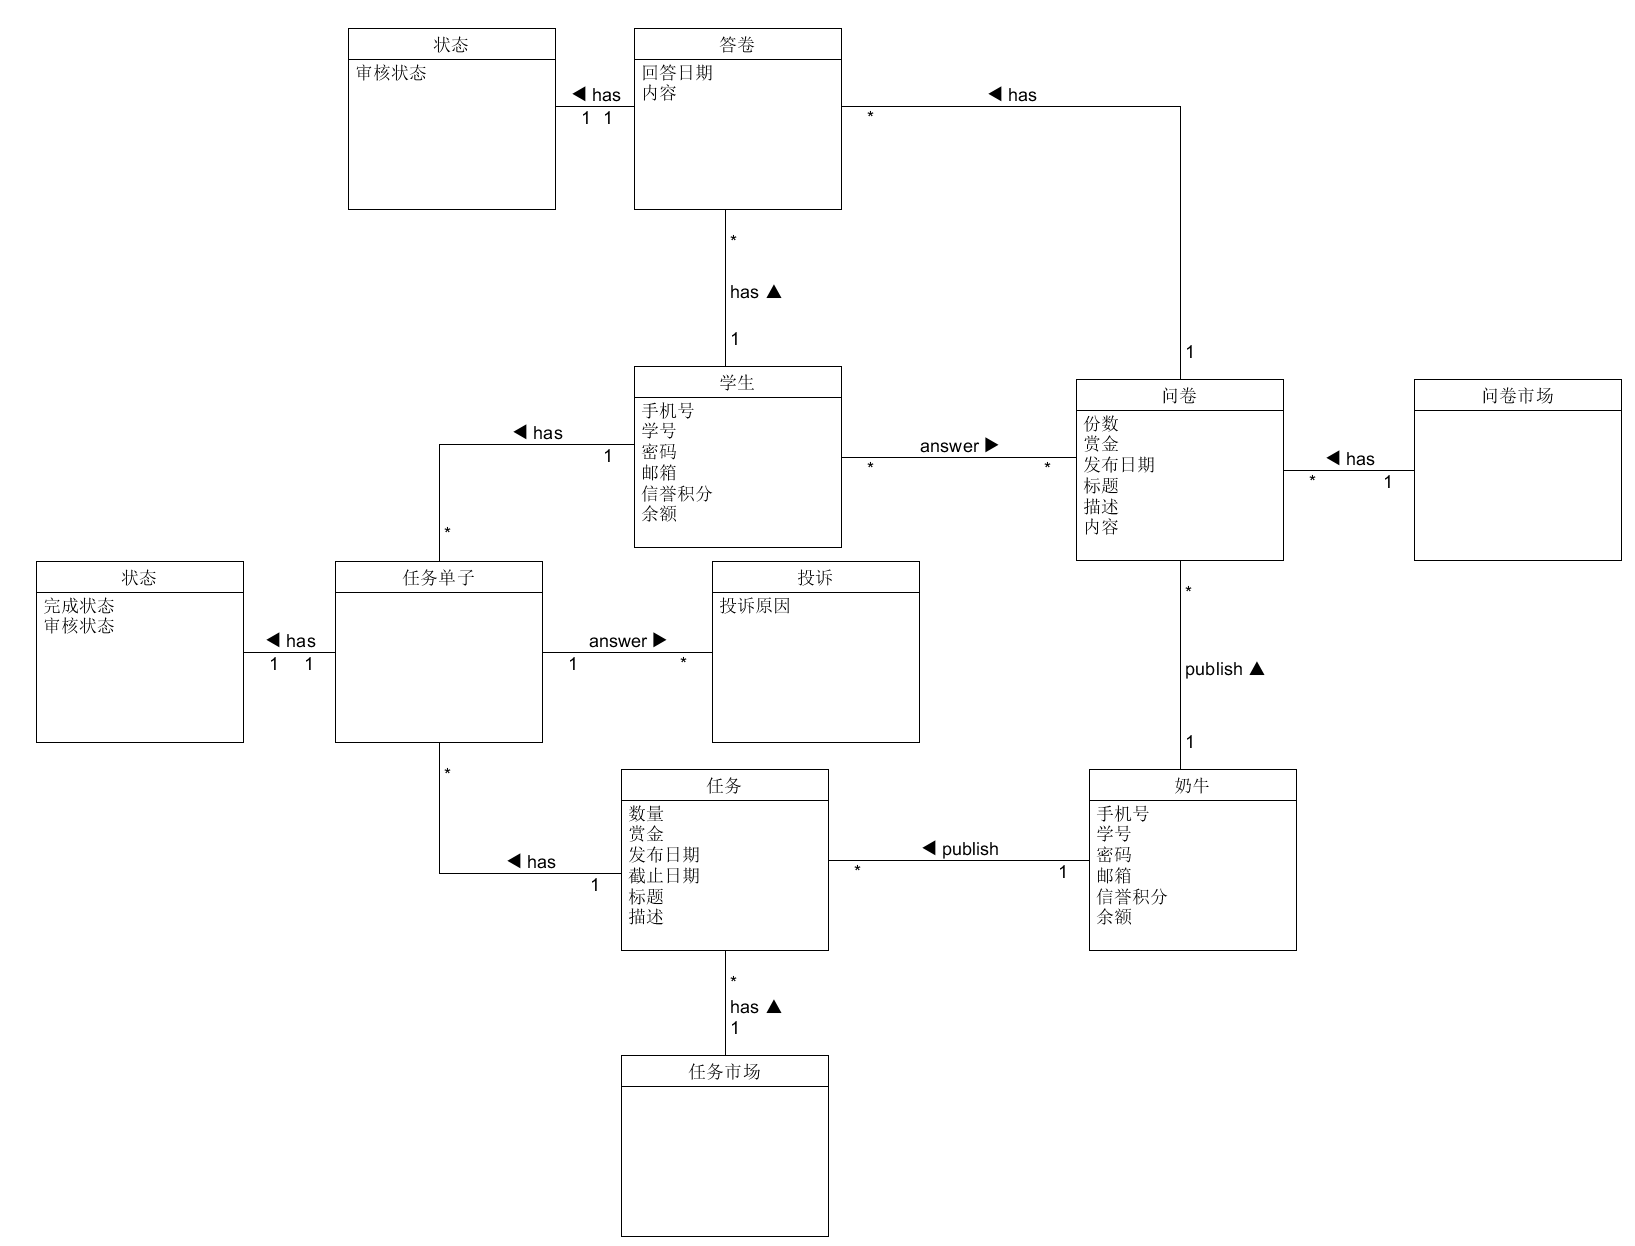 状态
审核状态
答卷
回答日期
内容
◀ has
1 1
◀ has
*
1
*
has ▲
1
学生
手机号
学号
密码
邮箱
信誉积分
余额
问卷
份数
赏金
发布日期
标题
描述
内容
问卷市场
◀ has
1
*
answer ▶
* *
◀ has
* 1
状态
完成状态
审核状态
任务单子
投诉
投诉原因
◀ has
1 1
answer ▶
1 *
*
publish ▲
1
*
◀ has
1
任务
数量
赏金
发布日期
截止日期
标题
描述
奶牛
手机号
学号
密码
邮箱
信誉积分
余额
◀ publish
* 1
*
has ▲
1
任务市场